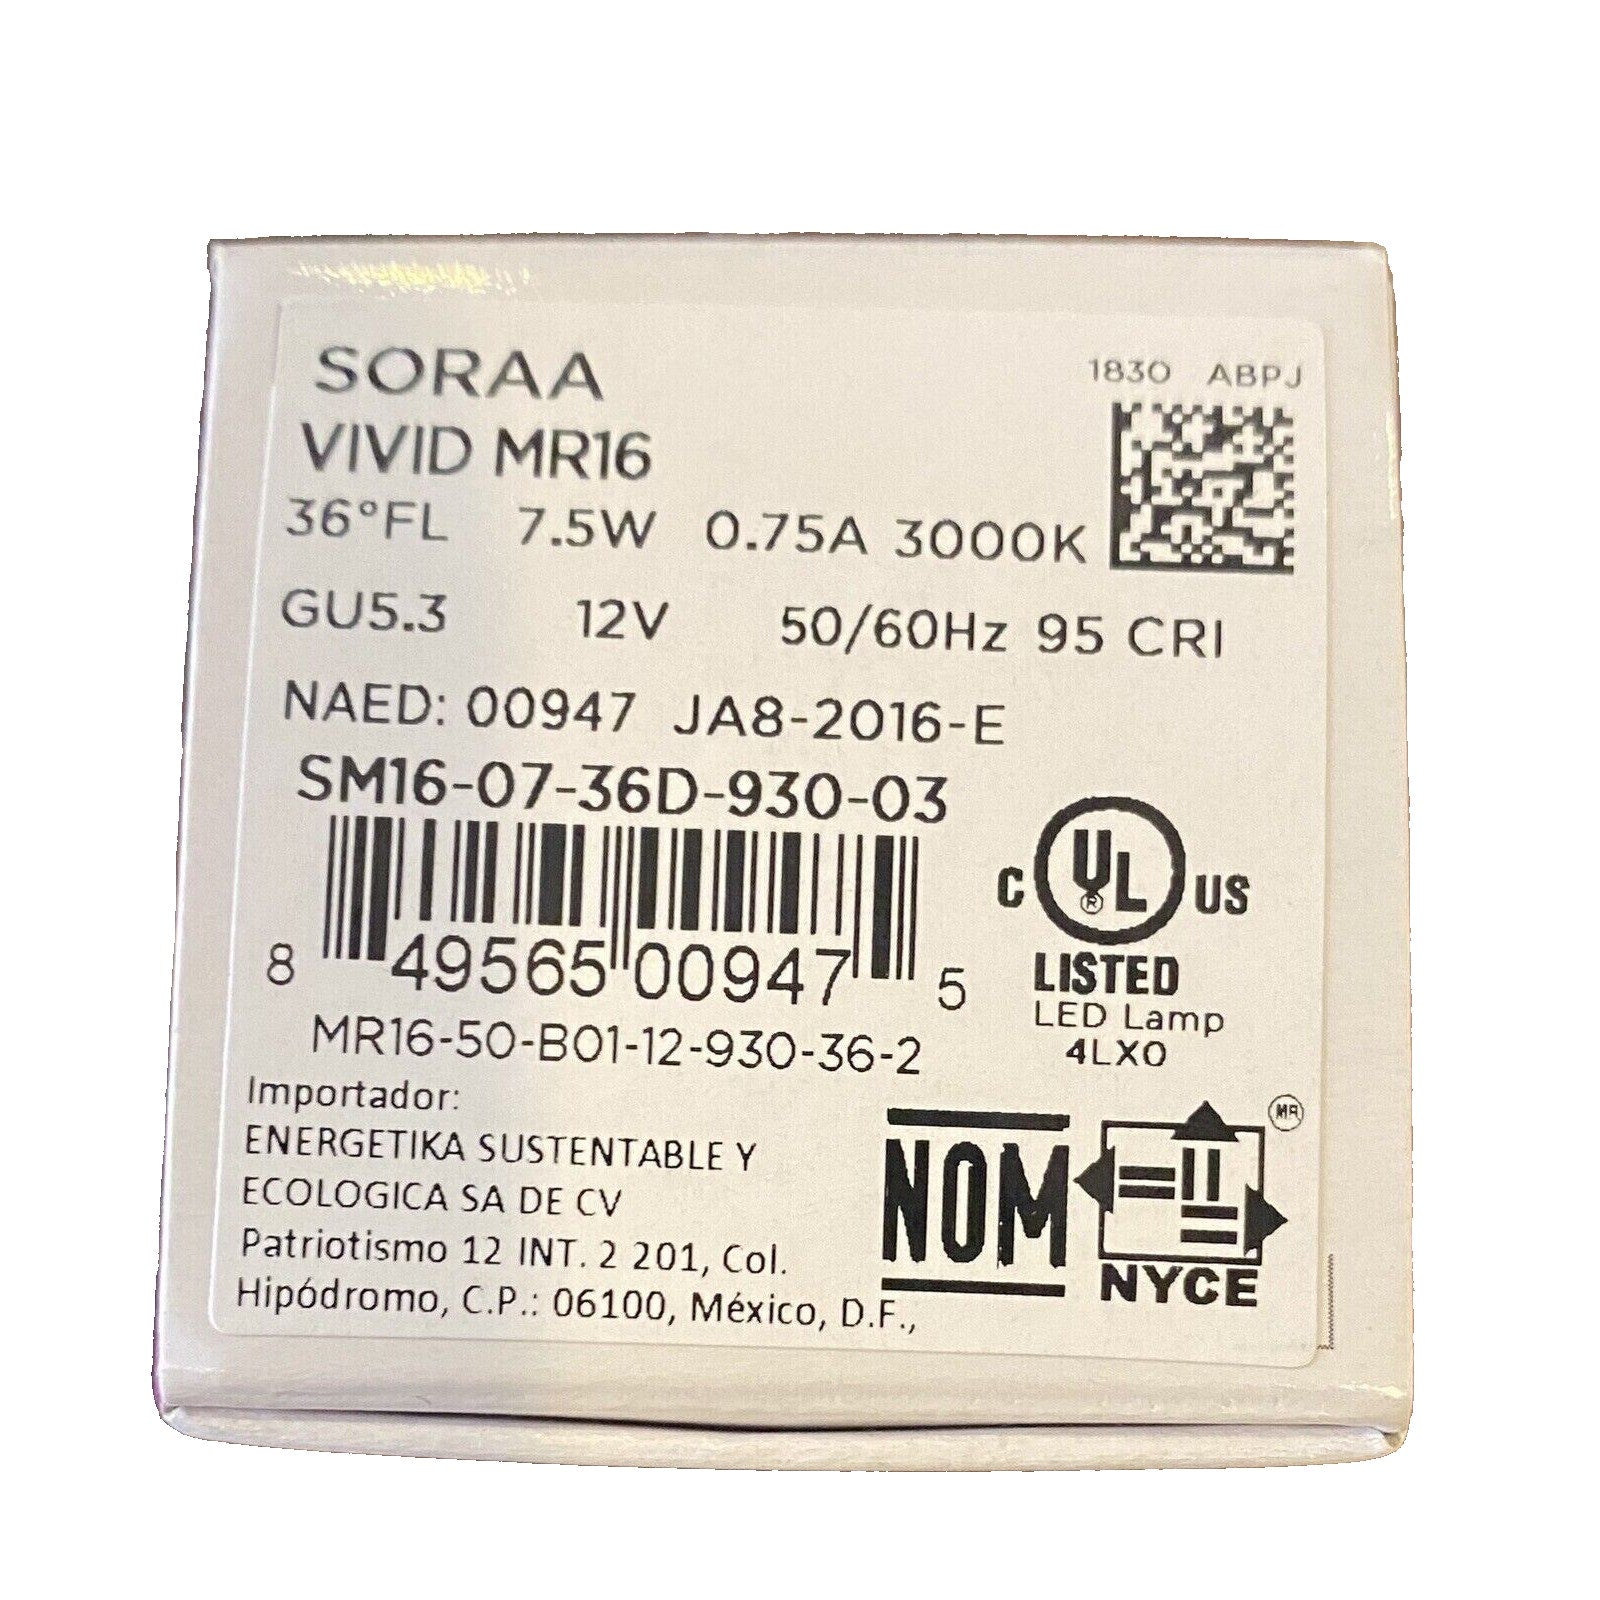 SORAA
1830 ABPJ
VIVID MR16
36°FL 7.5W 0.75A 3000K
GU5.3 12V 50/60Hz 95 CRI
NAED: 00947 JA8-2016-E
SM16-07-36D-930-03
8 49565 00947 5
MR16-50-B01-12-930-36-2
C UL® US
LISTED
LED Lamp
4LX0
Importador:
ENERGETIKA SUSTENTABLE Y
ECOLOGICA SA DE CV
Patriotismo 12 INT. 2 201, Col.
Hipódromo, C.P.: 06100, México, D.F.,
NOM
MR
NYCE